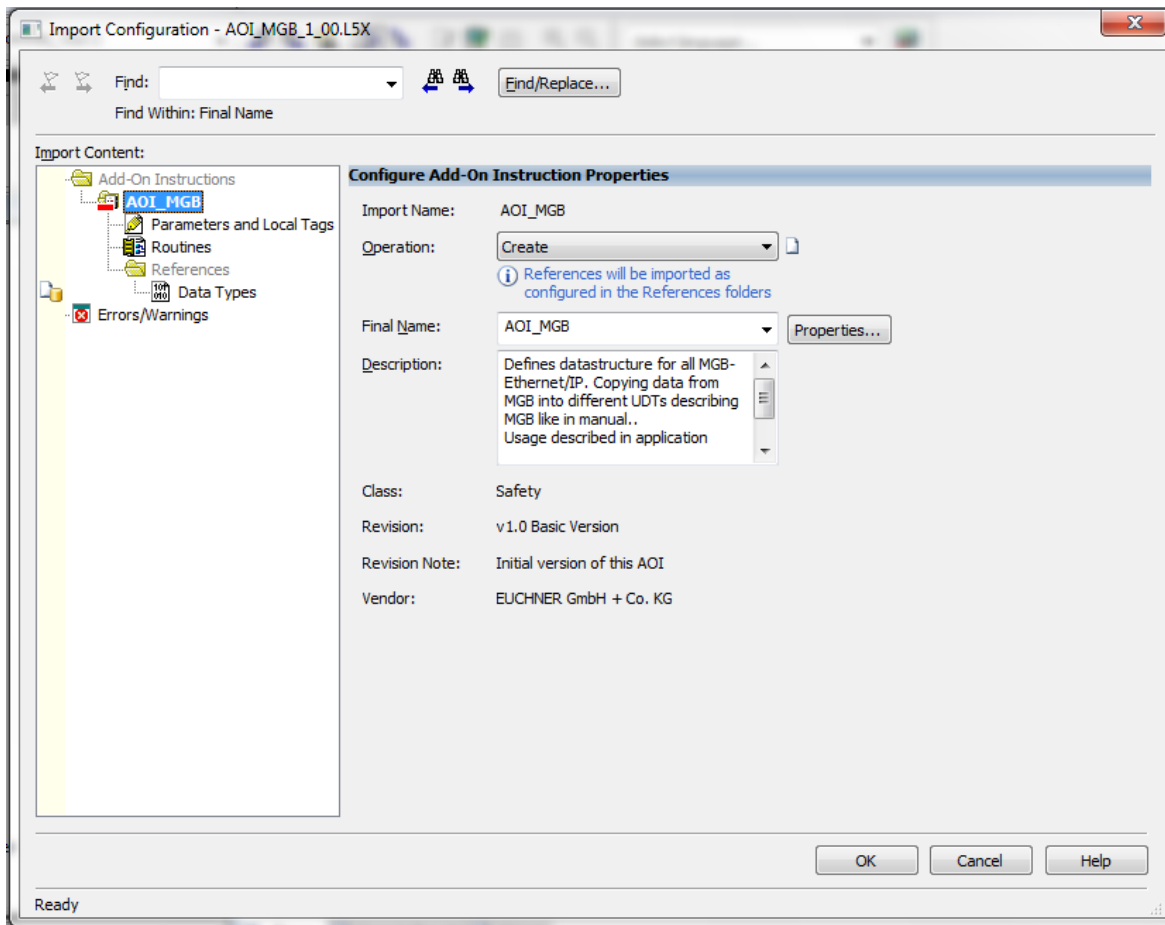 Import Configuration - AOI_MGB_1_00.L5X
Find:
Find/Replace...
Find Within: Final Name
Import Content:
Add-On Instructions
AOI_MGB
Parameters and Local Tags
Routines
References
Data Types
Errors/Warnings
Configure Add-On Instruction Properties
Import Name: AOI_MGB
Operation: Create
References will be imported as
configured in the References folders
Final Name: AOI_MGB Properties...
Description: Defines datastructure for all MGB-
Ethernet/IP. Copying data from
MGB into different UDTs describing
MGB like in manual..
Usage described in application
Class: Safety
Revision: v1.0 Basic Version
Revision Note: Initial version of this AOI
Vendor: EUCHNER GmbH + Co. KG
OK Cancel Help
Ready